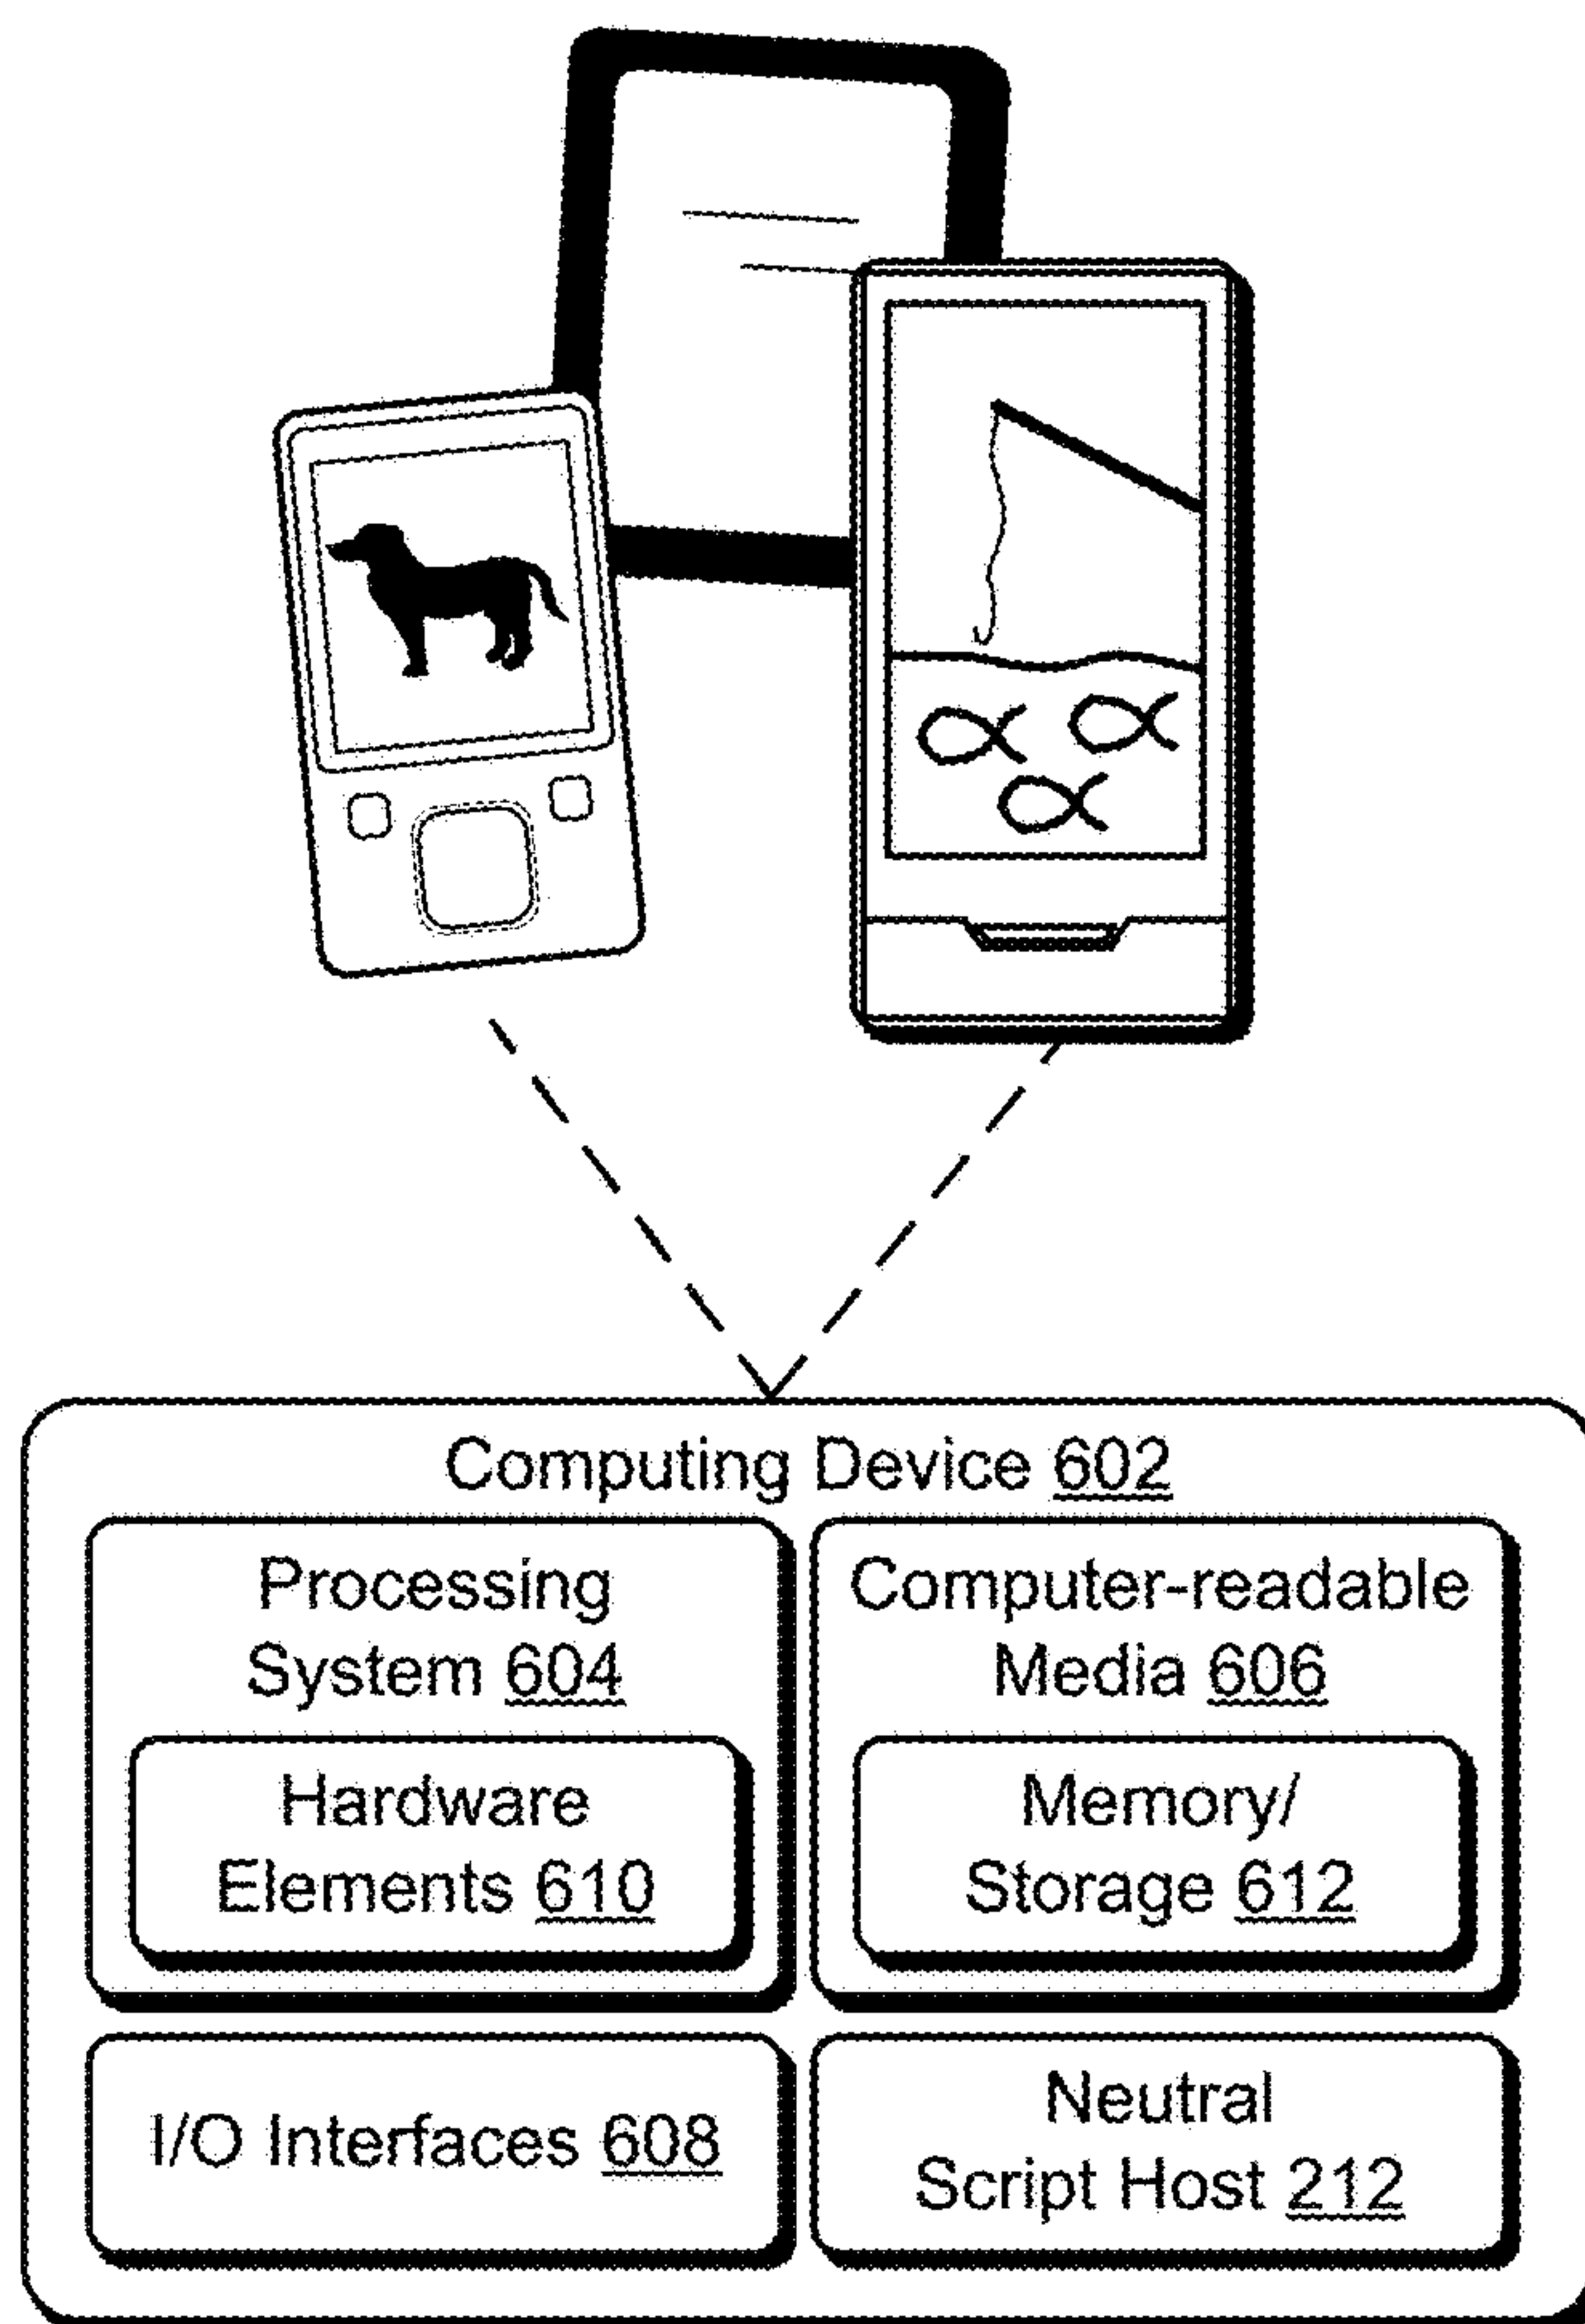 Computing Device 602
Processing
System 604
Hardware
Elements 610
Computer-readable
Media 606
Memory/
Storage 612
I/O Interfaces 608
Neutral
Script Host 212